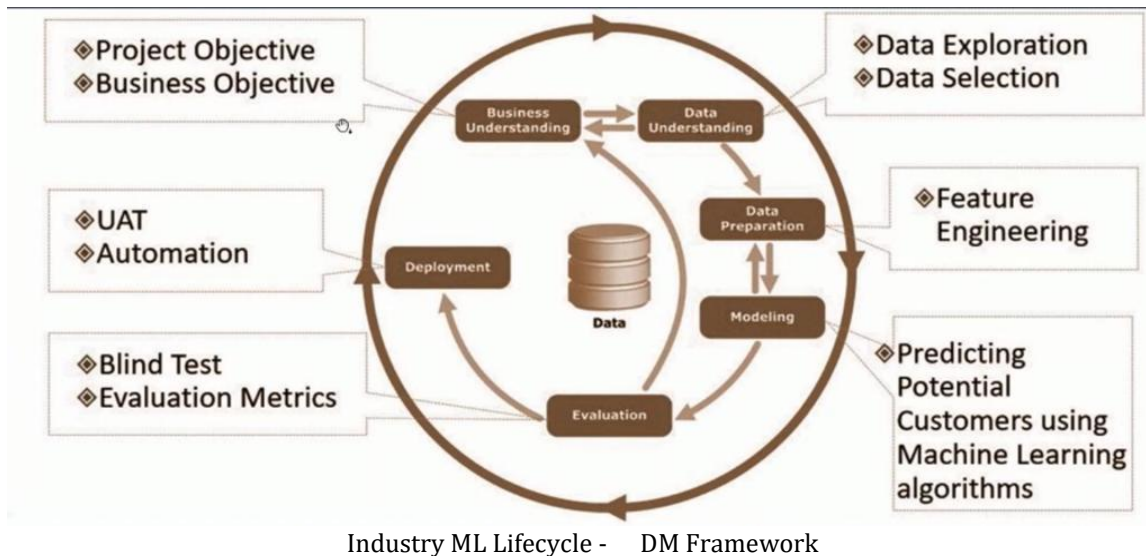 ◈Project Objective
◈Business Objective
◈Data Exploration
◈Data Selection
Business
Understanding
Data
Understanding
◈UAT
◈Automation
Deployment
Data
Data
Preparation
◈Feature
Engineering
Modeling
◈Predicting
Potential
Customers using
Machine Learning
algorithms
◈Blind Test
◈Evaluation Metrics
Evaluation
Industry ML Lifecycle - DM Framework